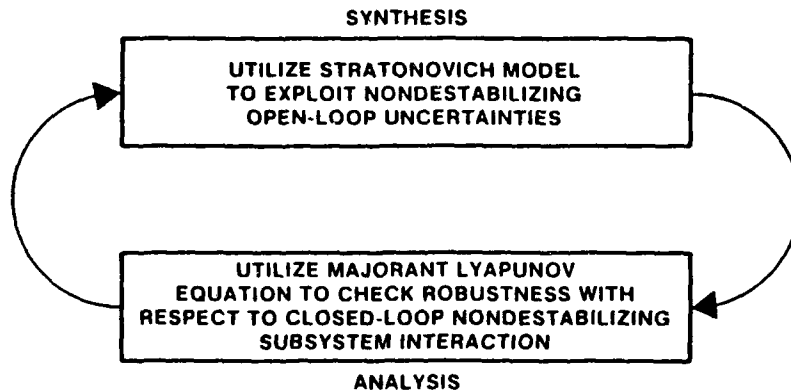 SYNTHESIS
UTILIZE STRATONOVICH MODEL
TO EXPLOIT NONDESTABILIZING
OPEN-LOOP UNCERTAINTIES
UTILIZE MAJORANT LYAPUNOV
EQUATION TO CHECK ROBUSTNESS WITH
RESPECT TO CLOSED-LOOP NONDESTABILIZING
SUBSYSTEM INTERACTION
ANALYSIS